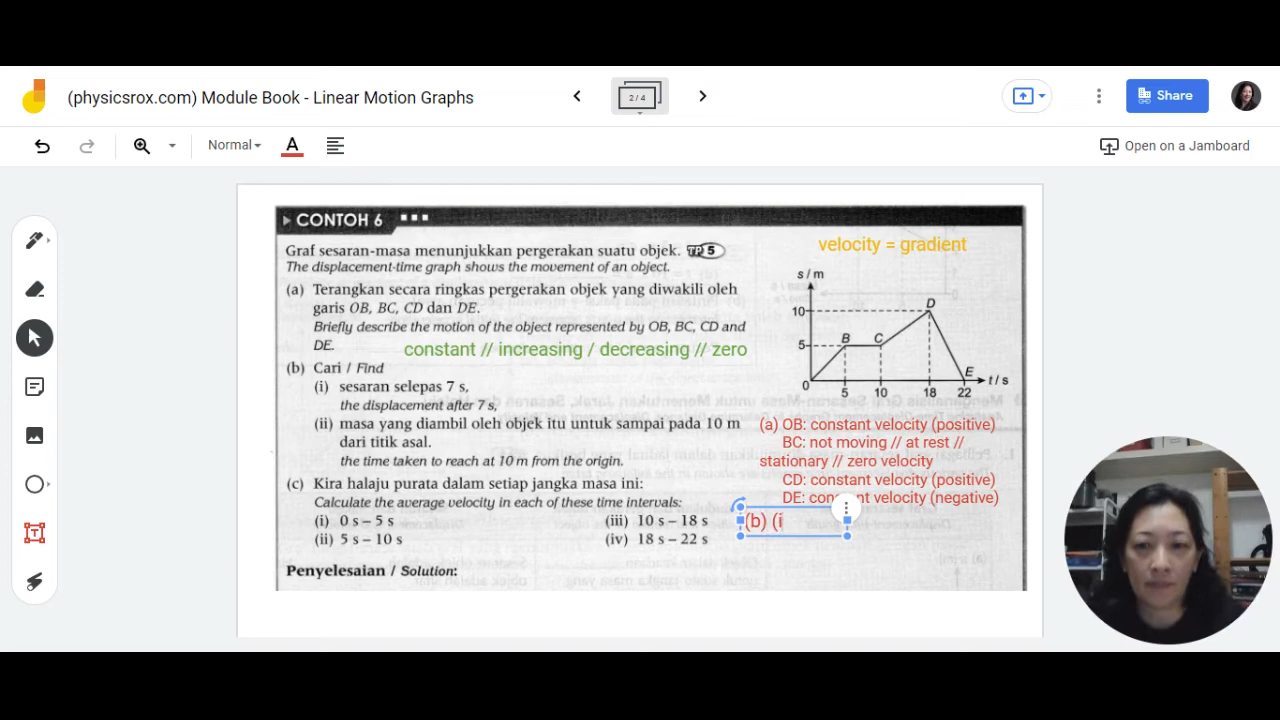 (physicsrox.com) Module Book - Linear Motion Graphs
2 / 4
Share
Normal
A
Open on a Jamboard
CONTOH 6
Graf sesaran-masa menunjukkan pergerakan suatu objek. TP 5
The displacement-time graph shows the movement of an object.
(a) Terangkan secara ringkas pergerakan objek yang diwakili oleh
garis OB, BC, CD dan DE.
Briefly describe the motion of the object represented by OB, BC, CD and
DE.
constant // increasing / decreasing // zero
(b) Cari / Find
(i) sesaran selepas 7 s,
the displacement after 7 s,
(ii) masa yang diambil oleh objek itu untuk sampai pada 10 m
dari titik asal.
the time taken to reach at 10 m from the origin.
(c) Kira halaju purata dalam setiap jangka masa ini:
Calculate the average velocity in each of these time intervals:
(i) 0 s – 5 s (iii) 10 s – 18 s
(ii) 5 s – 10 s (iv) 18 s – 22 s
Penyelesaian / Solution:
velocity = gradient
s / m
10
D
5
B C
E
0 5 10 18 22 t / s
(a) OB: constant velocity (positive)
BC: not moving // at rest //
stationary // zero velocity
CD: constant velocity (positive)
DE: constant velocity (negative)
(b) (i
T